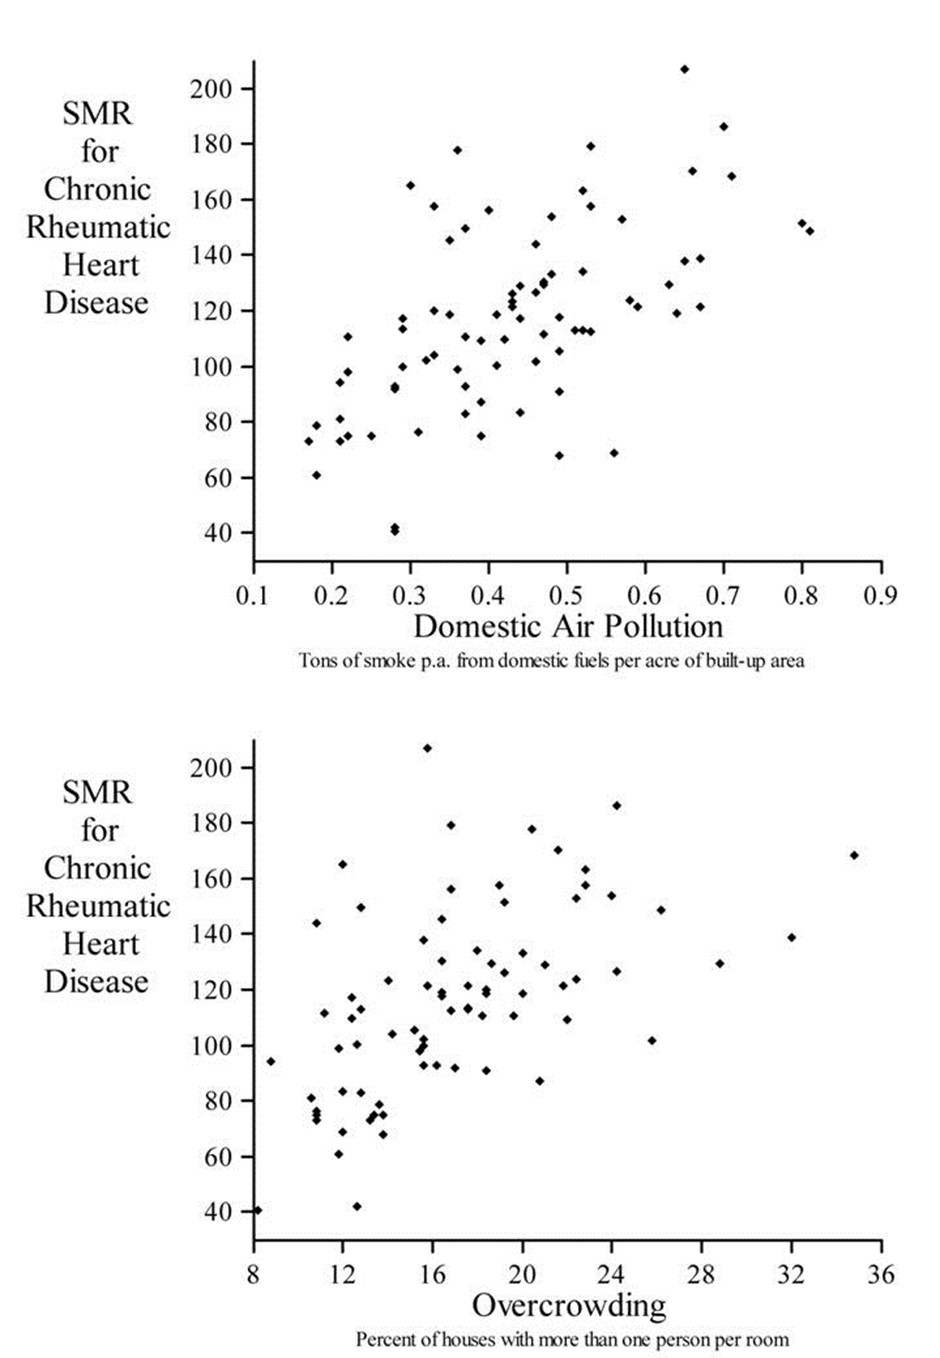 SMR
for
Chronic
Rheumatic
Heart
Disease
200
180
160
140
120
100
80
60
40
0.1 0.2 0.3 0.4 0.5 0.6 0.7 0.8 0.9
Domestic Air Pollution
Tons of smoke p.a. from domestic fuels per acre of built-up area
SMR
for
Chronic
Rheumatic
Heart
Disease
200
180
160
140
120
100
80
60
40
8 12 16 20 24 28 32 36
Overcrowding
Percent of houses with more than one person per room